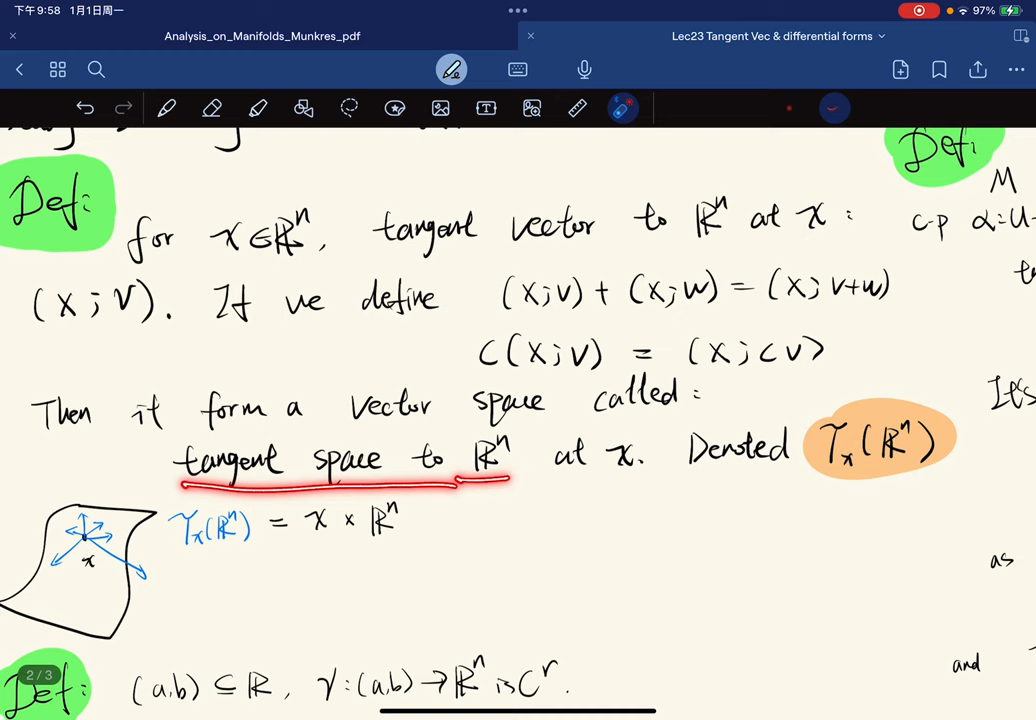 下午9:58 1月1日周一
97%
Analysis_on_Manifolds_Munkres_pdf
Lec23 Tangent Vec & differential forms
Def:
Def:
M
for x ∈ ℝⁿ, tangent vector to ℝⁿ at x :
c-p α=U-
(x; v). If we define (x;v) + (x;w) = (x; v+w)
c(x;v) = (x; cv)
Then it form a vector space called :
It's
tangent space to ℝⁿ at x. Denoted 𝒯ₓ(ℝⁿ)
𝒯ₓ(ℝⁿ) = x × ℝⁿ
x
as
2/3
Def: (a,b) ⊆ ℝ, γ:(a,b)→ℝⁿ is Cʳ.
and